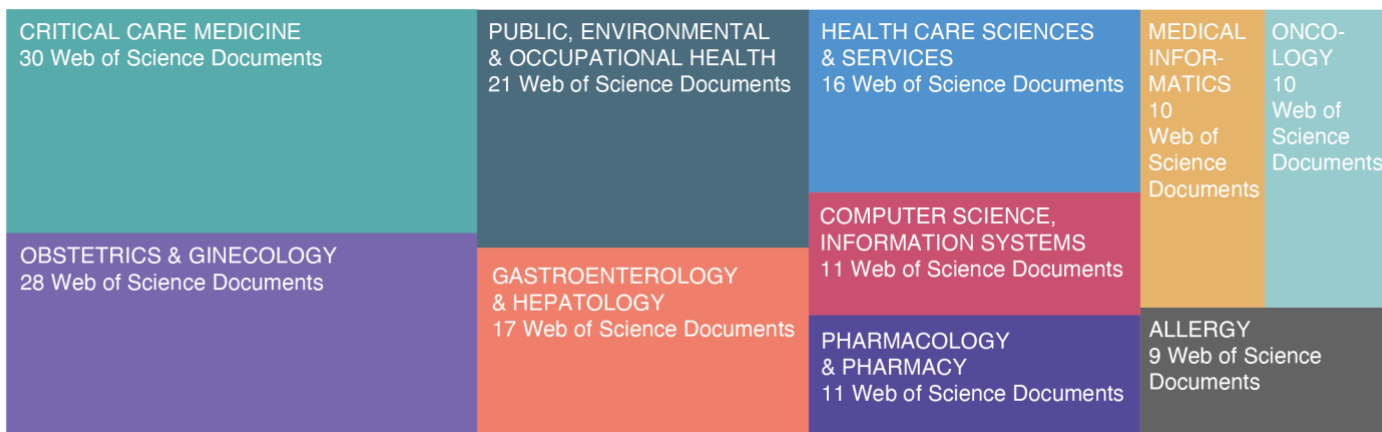 CRITICAL CARE MEDICINE
30 Web of Science Documents
OBSTETRICS & GINECOLOGY
28 Web of Science Documents
PUBLIC, ENVIRONMENTAL
& OCCUPATIONAL HEALTH
21 Web of Science Documents
GASTROENTEROLOGY
& HEPATOLOGY
17 Web of Science Documents
HEALTH CARE SCIENCES
& SERVICES
16 Web of Science Documents
COMPUTER SCIENCE,
INFORMATION SYSTEMS
11 Web of Science Documents
PHARMACOLOGY
& PHARMACY
11 Web of Science Documents
MEDICAL
INFOR-
MATICS
10
Web of
Science
Documents
ONCO-
LOGY
10
Web of
Science
Documents
ALLERGY
9 Web of Science
Documents